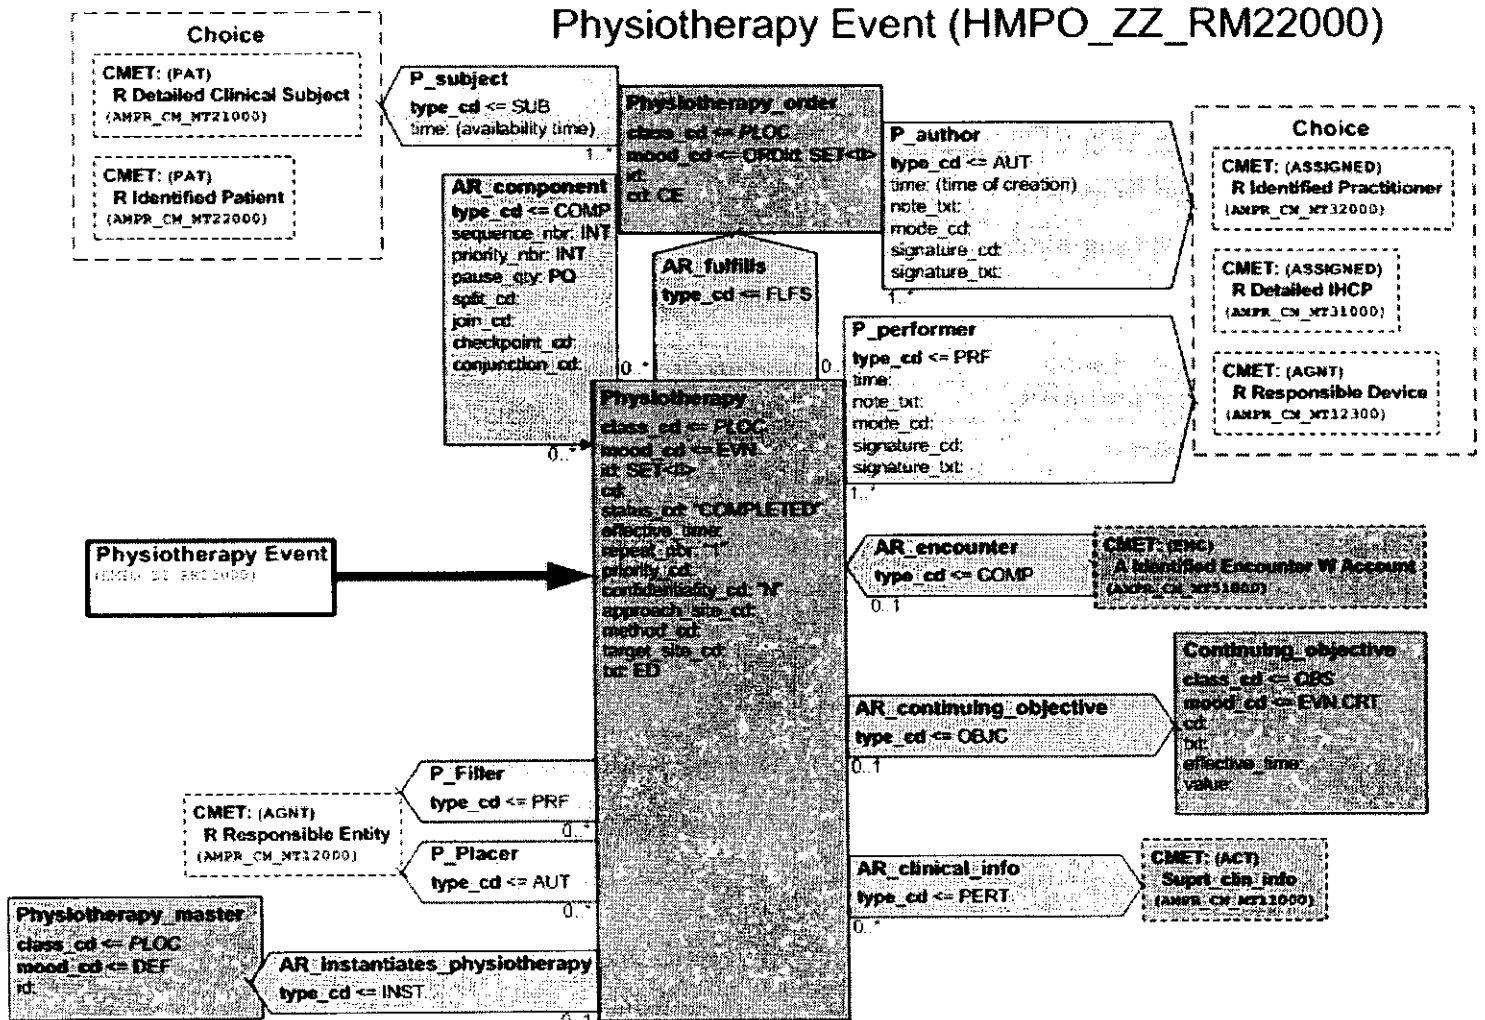 Physiotherapy Event (HMPO_ZZ_RM22000)
Choice
CMET: (PAT)
R Detailed Clinical Subject
(AMPR_CM_MT21000)
CMET: (PAT)
R Identified Patient
(AMPR_CM_MT22000)
P_subject
type_cd <= SUB
time: (availability time)
1..*
Physiotherapy_order
class_cd <= PLOC
mood_cd <= ORDid: SET<II>
id:
cd: CE
P_author
type_cd <= AUT
time: (time of creation)
note_txt:
mode_cd:
signature_cd:
signature_txt:
1..*
Choice
CMET: (ASSIGNED)
R Identified Practitioner
(AMPR_CM_MT32000)
CMET: (ASSIGNED)
R Detailed IHCP
(AMPR_CM_MT31000)
CMET: (AGNT)
R Responsible Device
(AMPR_CM_MT12300)
AR_component
type_cd <= COMP
sequence_nbr: INT
priority_nbr: INT
pause_qty: PQ
split_cd:
join_cd:
checkpoint_cd:
conjunction_cd:
0..*
0..*
AR_fulfills
type_cd <= FLFS
0..
P_performer
type_cd <= PRF
time:
note_txt:
mode_cd:
signature_cd:
signature_txt:
1..*
Physiotherapy
class_cd <= PLOC
mood_cd <= EVN
id: SET<II>
cd:
status_cd: "COMPLETED"
effective_time:
repeat_nbr: "1"
priority_cd:
confidentiality_cd: "N"
approach_site_cd:
method_cd:
target_site_cd:
txt: ED
Physiotherapy Event
AR_encounter
type_cd <= COMP
0..1
CMET: (ENC)
A Identified Encounter W Account
(AMPR_CM_MT51000)
AR_continuing_objective
type_cd <= OBJC
0..1
Continuing_objective
class_cd <= OBS
mood_cd <= EVN.CRT
cd:
txt:
effective_time:
value:
P_Filler
type_cd <= PRF
0..*
CMET: (AGNT)
R Responsible Entity
(AMPR_CM_MT12000)
P_Placer
type_cd <= AUT
0..*
AR_clinical_info
type_cd <= PERT
0..*
CMET: (ACT)
Suprt_clin_info
(AMPR_CM_MT11000)
Physiotherapy_master
class_cd <= PLOC
mood_cd <= DEF
id:
AR_instantiates_physiotherapy
type_cd <= INST
0..1